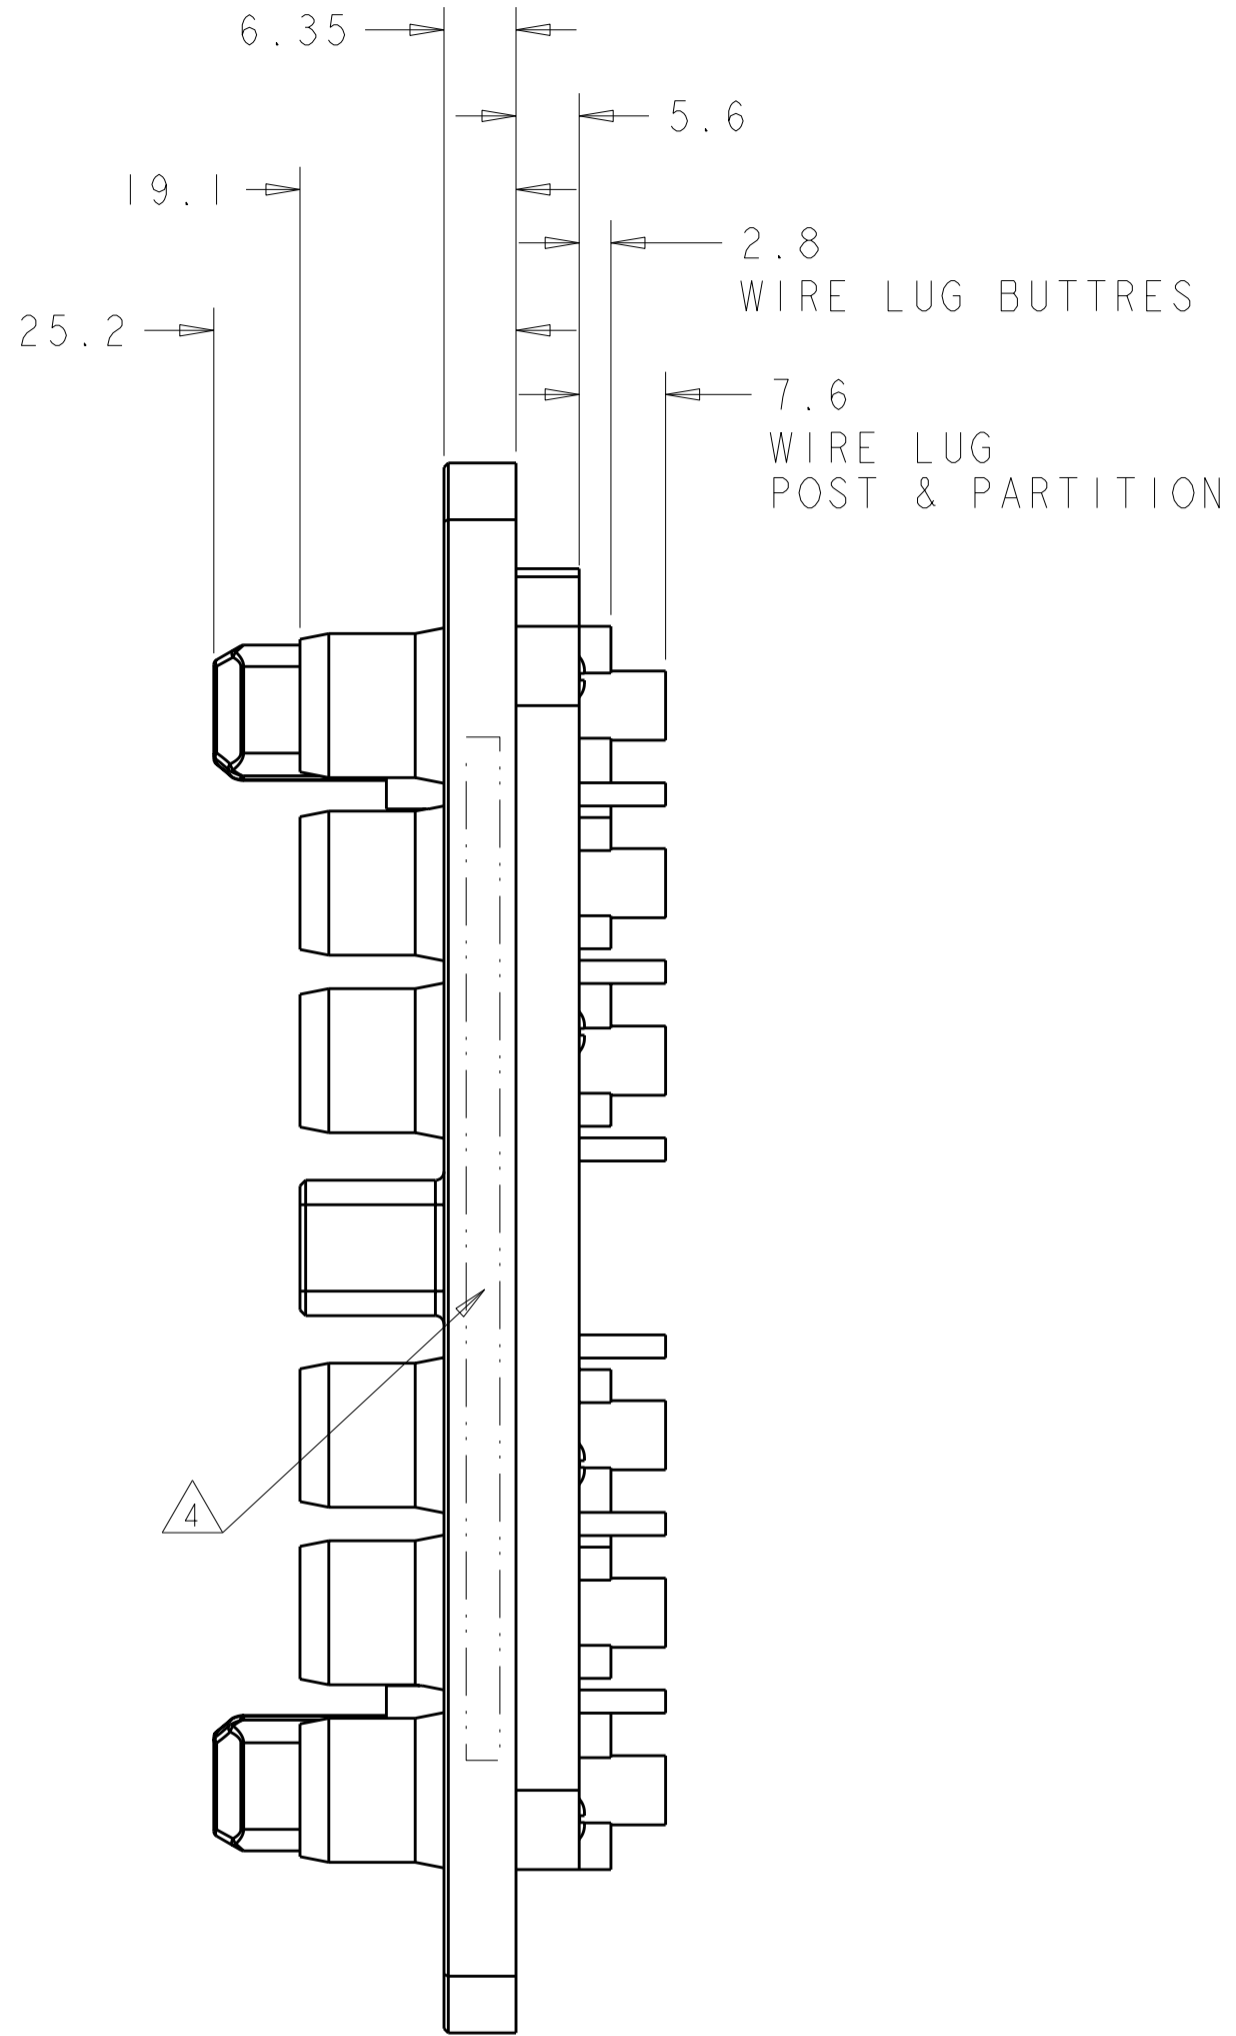 6.35
5.6
19.1
2.8
WIRE LUG BUTTRES
25.2
7.6
WIRE LUG
POST & PARTITION
4